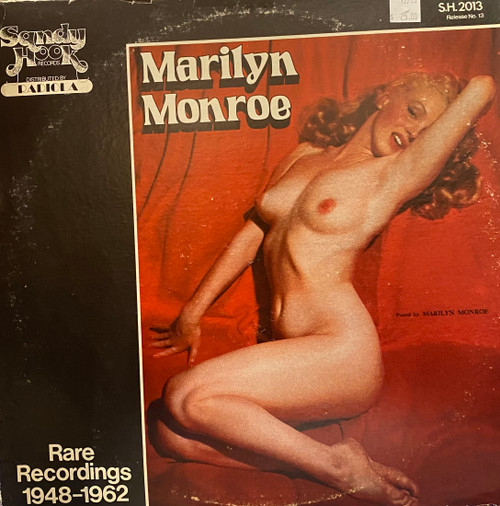 Sandy
Hook
RECORDS
DISTRIBUTED BY
RADIOLA
S.H.2013
Release No. 13
Marilyn
Monroe
Posed by MARILYN MONROE
Rare
Recordings
1948-1962